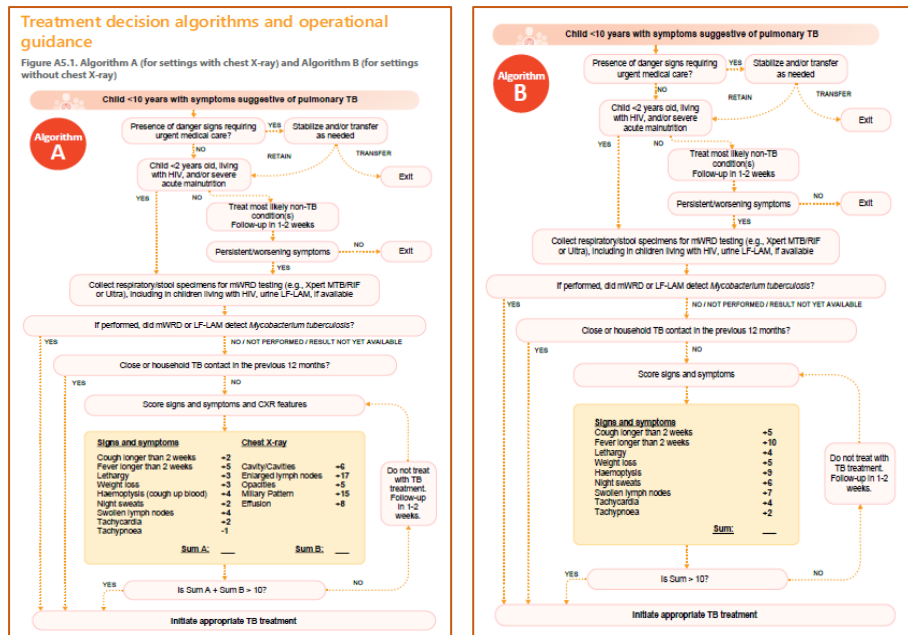 Treatment decision algorithms and operational
guidance
Figure A5.1. Algorithm A (for settings with chest X-ray) and Algorithm B (for settings
without chest X-ray)
Child <10 years with symptoms suggestive of pulmonary TB
Algorithm
A
Presence of danger signs requiring
urgent medical care?
YES
Stabilize and/or transfer
as needed
NO
RETAIN
TRANSFER
Child <2 years old, living
with HIV, and/or severe
acute malnutrition
Exit
YES
NO
Treat most likely non-TB
condition(s)
Follow-up in 1-2 weeks
Persistent/worsening symptoms
NO
Exit
YES
Collect respiratory/stool specimens for mWRD testing (e.g., Xpert MTB/RIF
or Ultra), including in children living with HIV, urine LF-LAM, if available
If performed, did mWRD or LF-LAM detect Mycobacterium tuberculosis?
YES
NO / NOT PERFORMED / RESULT NOT YET AVAILABLE
Close or household TB contact in the previous 12 months?
YES
NO
Score signs and symptoms and CXR features
Signs and symptoms
Cough longer than 2 weeks +2
Fever longer than 2 weeks +5
Lethargy +3
Weight loss +3
Haemoptysis (cough up blood) +4
Night sweats +2
Swollen lymph nodes +4
Tachycardia +2
Tachypnoea -1
Sum A: ___
Chest X-ray
Cavity/Cavities +6
Enlarged lymph nodes +17
Opacities +5
Miliary Pattern +15
Effusion +8
Sum B: ___
Do not treat
with TB
treatment.
Follow-up
in 1-2
weeks.
YES
Is Sum A + Sum B > 10?
NO
Initiate appropriate TB treatment
Child <10 years with symptoms suggestive of pulmonary TB
Algorithm
B
Presence of danger signs requiring
urgent medical care?
YES
Stabilize and/or transfer
as needed
NO
RETAIN
TRANSFER
Child <2 years old, living
with HIV, and/or severe
acute malnutrition
Exit
YES
NO
Treat most likely non-TB
condition(s)
Follow-up in 1-2 weeks
Persistent/worsening symptoms
NO
Exit
YES
Collect respiratory/stool specimens for mWRD testing (e.g., Xpert MTB/RIF
or Ultra), including in children living with HIV, urine LF-LAM, if available
If performed, did mWRD or LF-LAM detect Mycobacterium tuberculosis?
YES
NO / NOT PERFORMED / RESULT NOT YET AVAILABLE
Close or household TB contact in the previous 12 months?
YES
NO
Score signs and symptoms
Signs and symptoms
Cough longer than 2 weeks +5
Fever longer than 2 weeks +10
Lethargy +4
Weight loss +5
Haemoptysis +9
Night sweats +6
Swollen lymph nodes +7
Tachycardia +4
Tachypnoea +2
Sum: ___
Do not treat with
TB treatment.
Follow-up in 1-2
weeks.
YES
Is Sum > 10?
NO
Initiate appropriate TB treatment